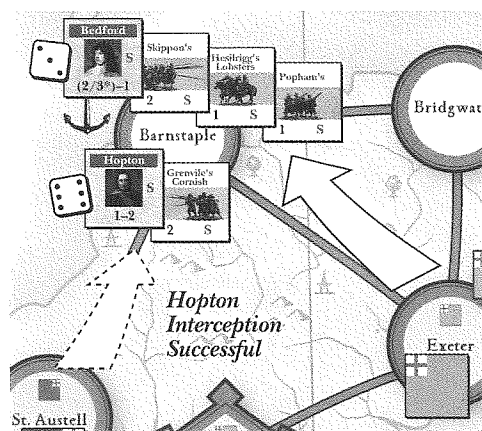 Bedford
S
(2/3*)–1
Skippon's
2 S
Hesilrigg's
Lobsters
1 S
Popham's
1 S
Barnstaple
Bridgwat
Hopton
S
1–2
Grenvile's
Cornish
2 S
Hopton
Interception
Successful
Exeter
St. Austell